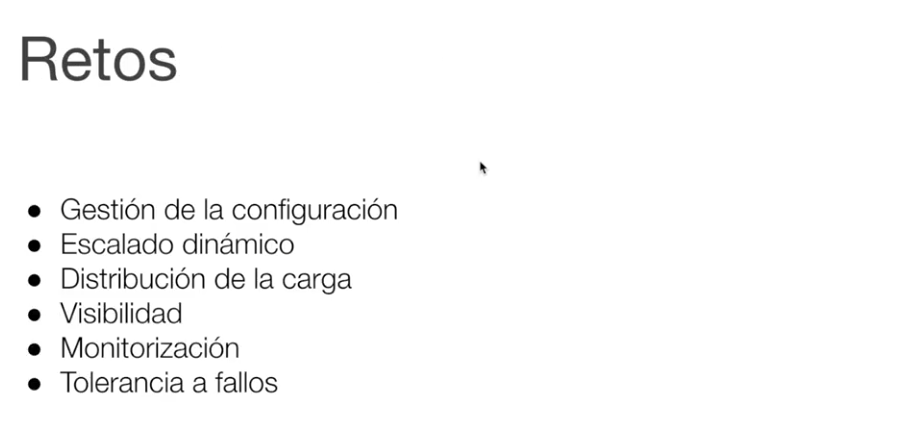 Retos
● Gestión de la configuración
● Escalado dinámico
● Distribución de la carga
● Visibilidad
● Monitorización
● Tolerancia a fallos